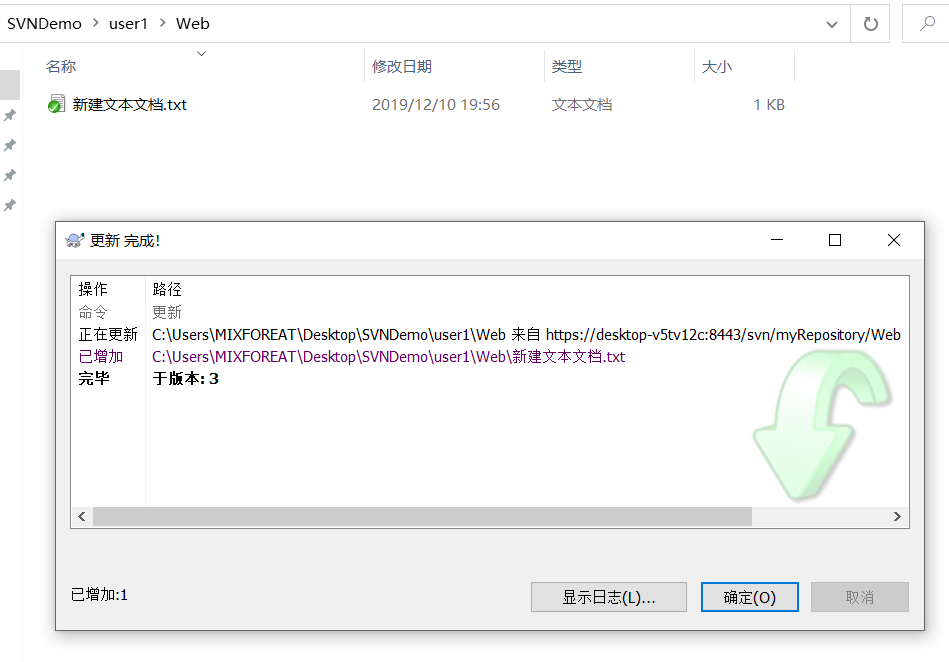 SVNDemo > user1 > Web
名称 修改日期 类型 大小
新建文本文档.txt 2019/12/10 19:56 文本文档 1 KB
更新 完成!
操作 路径
命令 更新
正在更新 C:\Users\MIXFOREAT\Desktop\SVNDemo\user1\Web 来自 https://desktop-v5tv12c:8443/svn/myRepository/Web
已增加 C:\Users\MIXFOREAT\Desktop\SVNDemo\user1\Web\新建文本文档.txt
完毕 于版本: 3
已增加:1 显示日志(L)... 确定(O) 取消